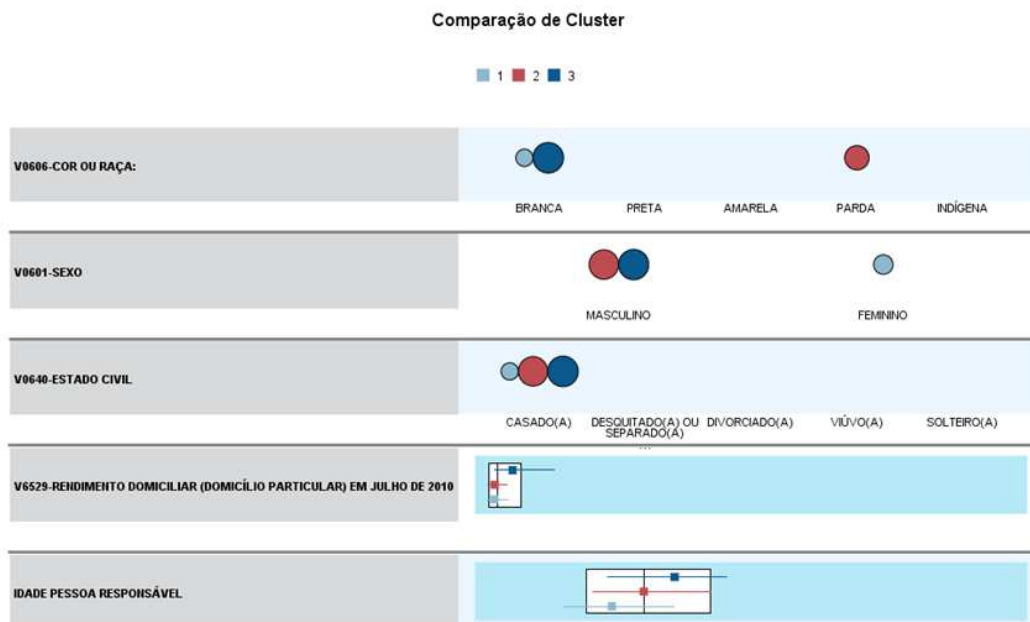 Comparação de Cluster
1 2 3
V0606-COR OU RAÇA:
BRANCA PRETA AMARELA PARDA INDÍGENA
V0601-SEXO
MASCULINO FEMININO
V0640-ESTADO CIVIL
CASADO(A) DESQUITADO(A) OU DIVORCIADO(A) VIÚVO(A) SOLTEIRO(A)
SEPARADO(A)
...
V6529-RENDIMENTO DOMICILIAR (DOMICÍLIO PARTICULAR) EM JULHO DE 2010
IDADE PESSOA RESPONSÁVEL